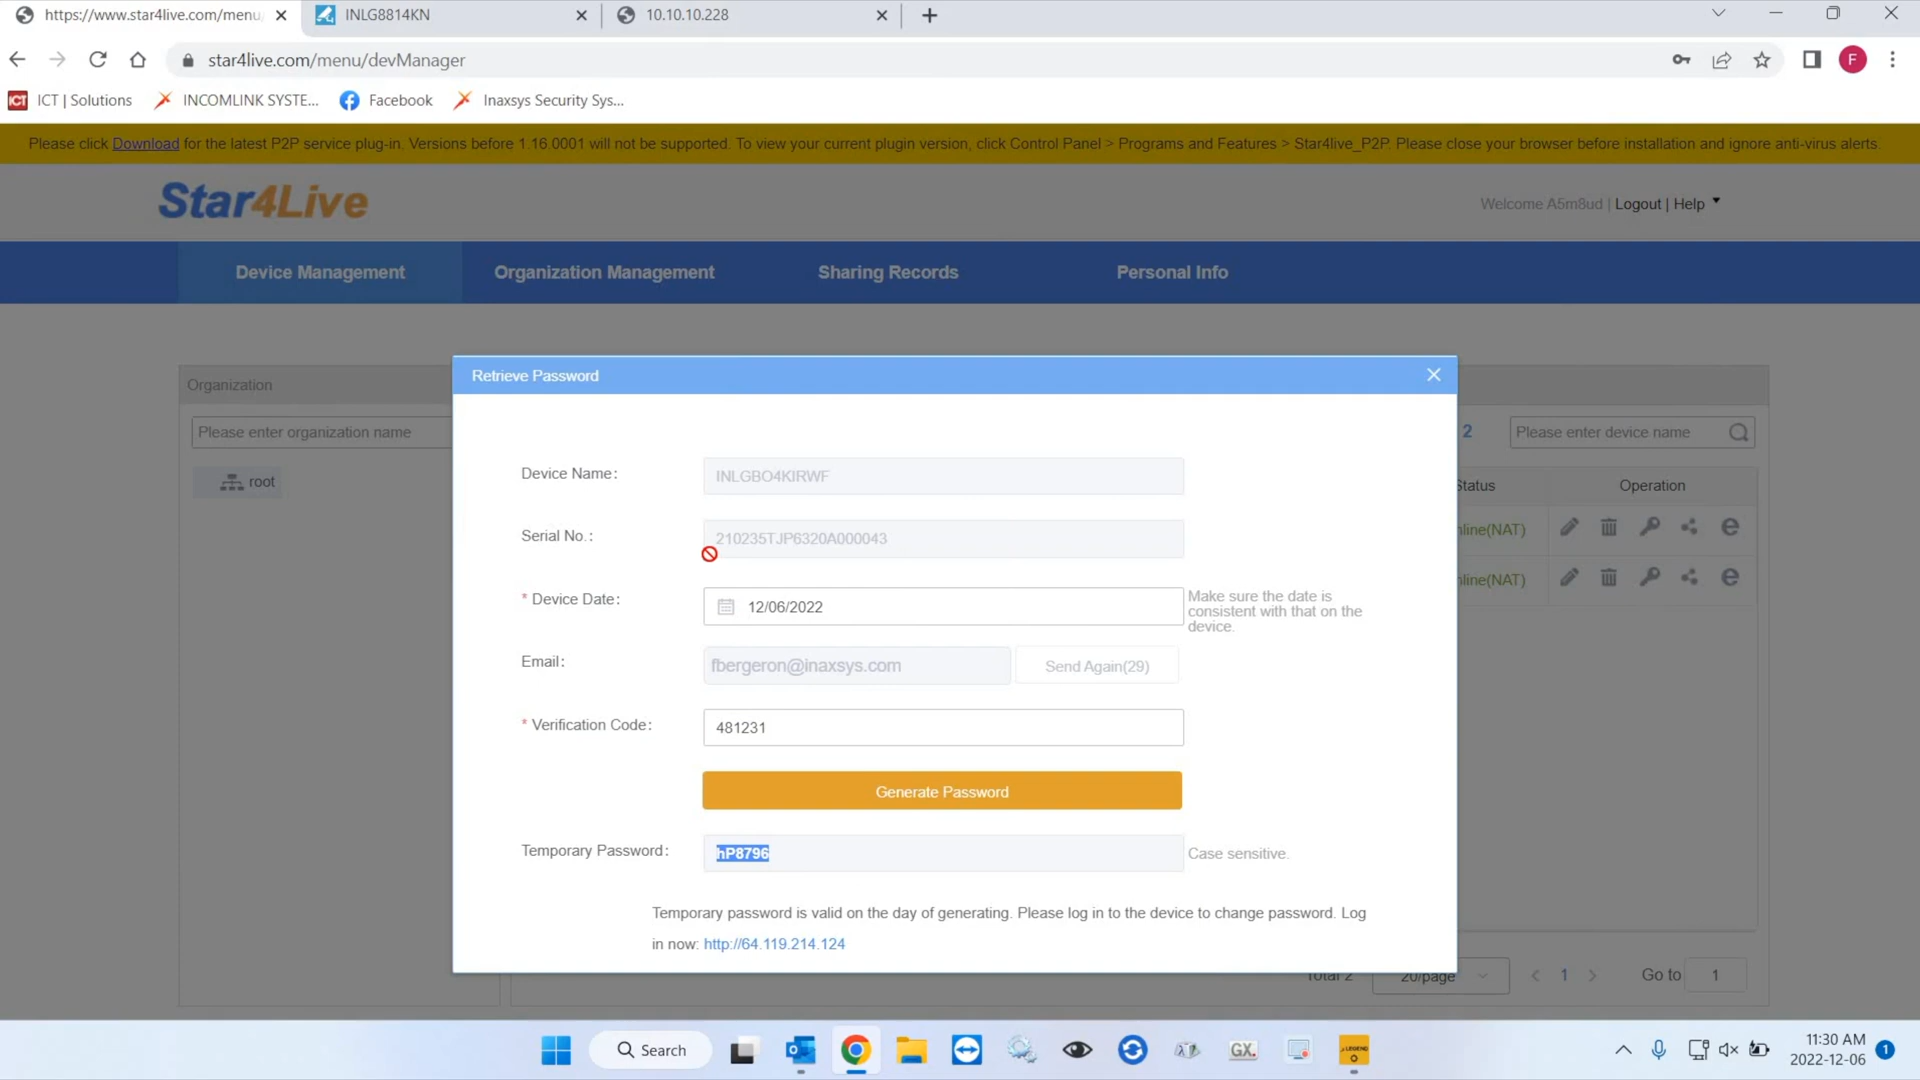 https://www.star4live.com/menu/
INLG8814KN
10.10.10.228
star4live.com/menu/devManager
F
ICT ICT | Solutions
INCOMLINK SYSTE...
Facebook
Inaxsys Security Sys...
Please click Download for the latest P2P service plug-in. Versions before 1.16.0001 will not be supported. To view your current plugin version, click Control Panel > Programs and Features > Star4live_P2P. Please close your browser before installation and ignore anti-virus alerts.
Star4Live
Welcome A5m8ud | Logout | Help
Device Management
Organization Management
Sharing Records
Personal Info
Organization
Please enter organization name
root
2
Please enter device name
Status
Operation
nline(NAT)
nline(NAT)
Retrieve Password
Device Name:
INLGBO4KIRWF
Serial No.:
210235TJP6320A000043
* Device Date:
12/06/2022
Make sure the date is
consistent with that on the
device.
Email:
fbergeron@inaxsys.com
Send Again(29)
* Verification Code:
481231
Generate Password
Temporary Password:
hP8796
Case sensitive.
Temporary password is valid on the day of generating. Please log in to the device to change password. Log
in now: http://64.119.214.124
Total 2
20/page
1
Go to
1
Search
GX
LEGEND
11:30 AM
2022-12-06
1